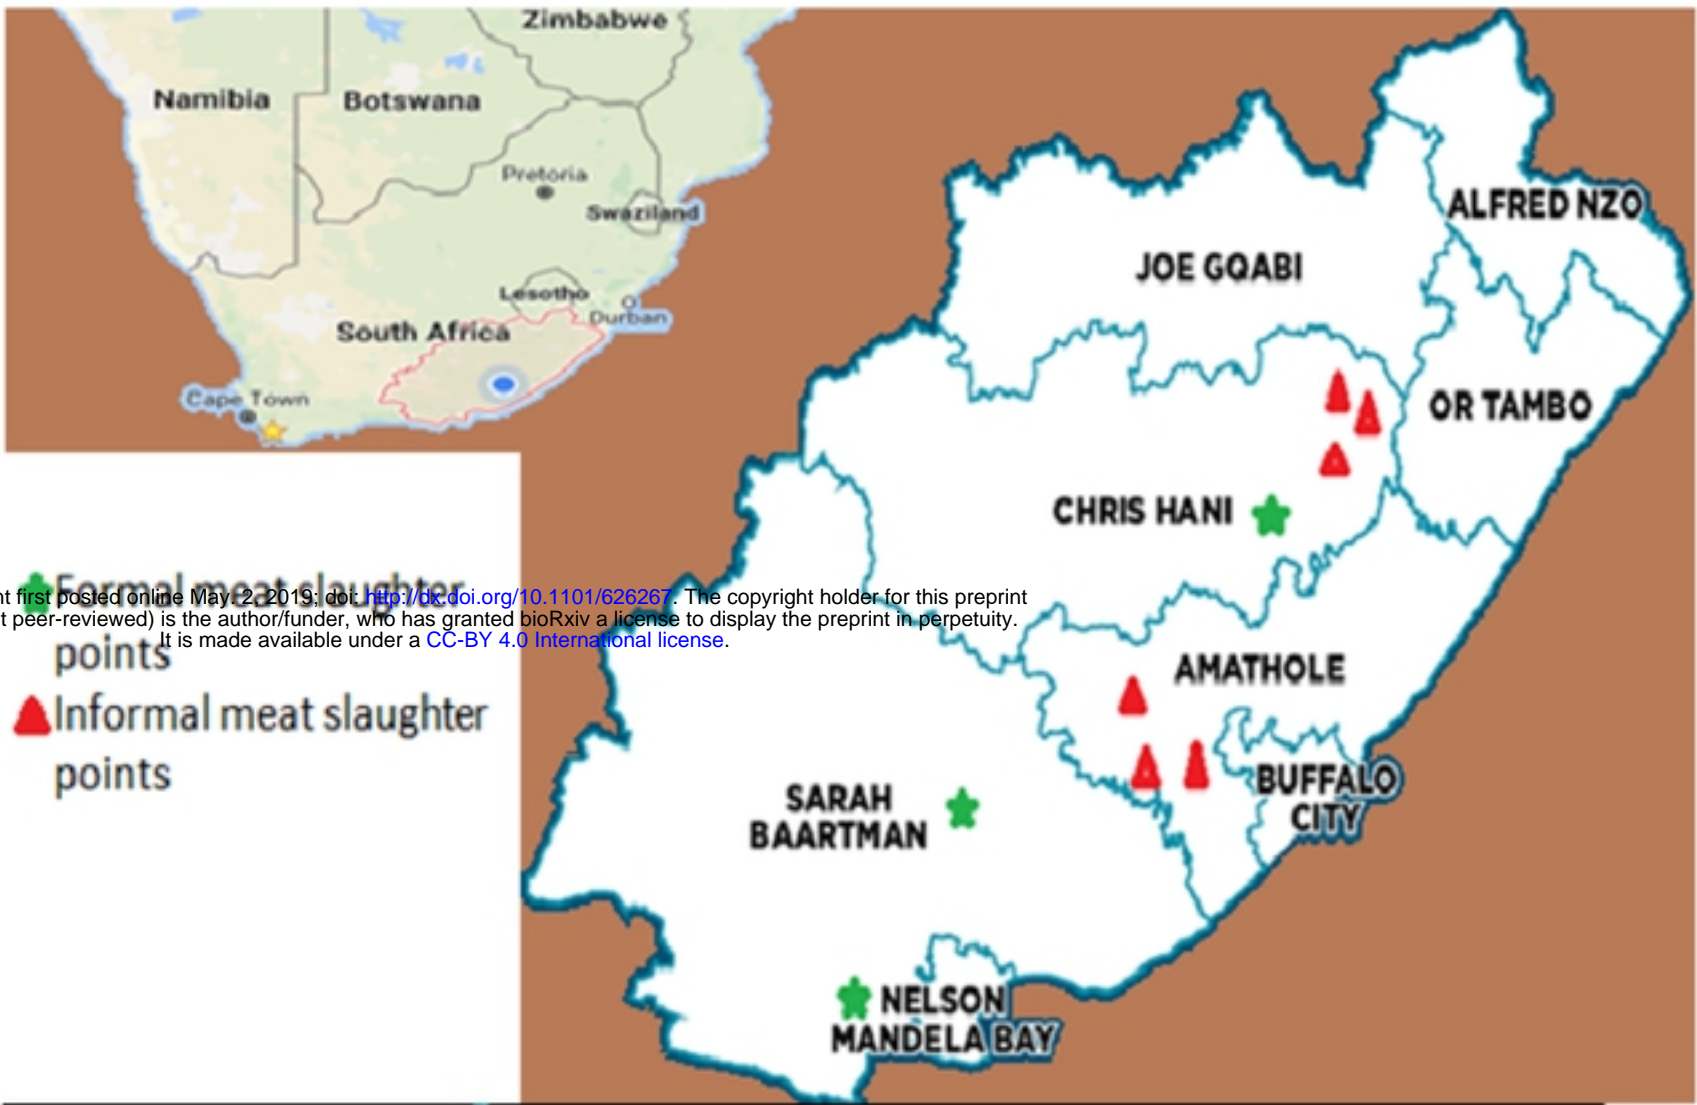 Zimbabwe
Namibia
Botswana
Pretoria
Swaziland
Lesotho
Durban
South Africa
Cape Town
ALFRED NZO
JOE GQABI
OR TAMBO
CHRIS HANI
AMATHOLE
BUFFALO
CITY
SARAH
BAARTMAN
NELSON
MANDELA BAY
Formal meat slaughter
points
Informal meat slaughter
points
first posted online May 2, 2019; doi: http://dx.doi.org/10.1101/626267. The copyright holder for this preprint
peer-reviewed) is the author/funder, who has granted bioRxiv a license to display the preprint in perpetuity.
It is made available under a CC-BY 4.0 International license.